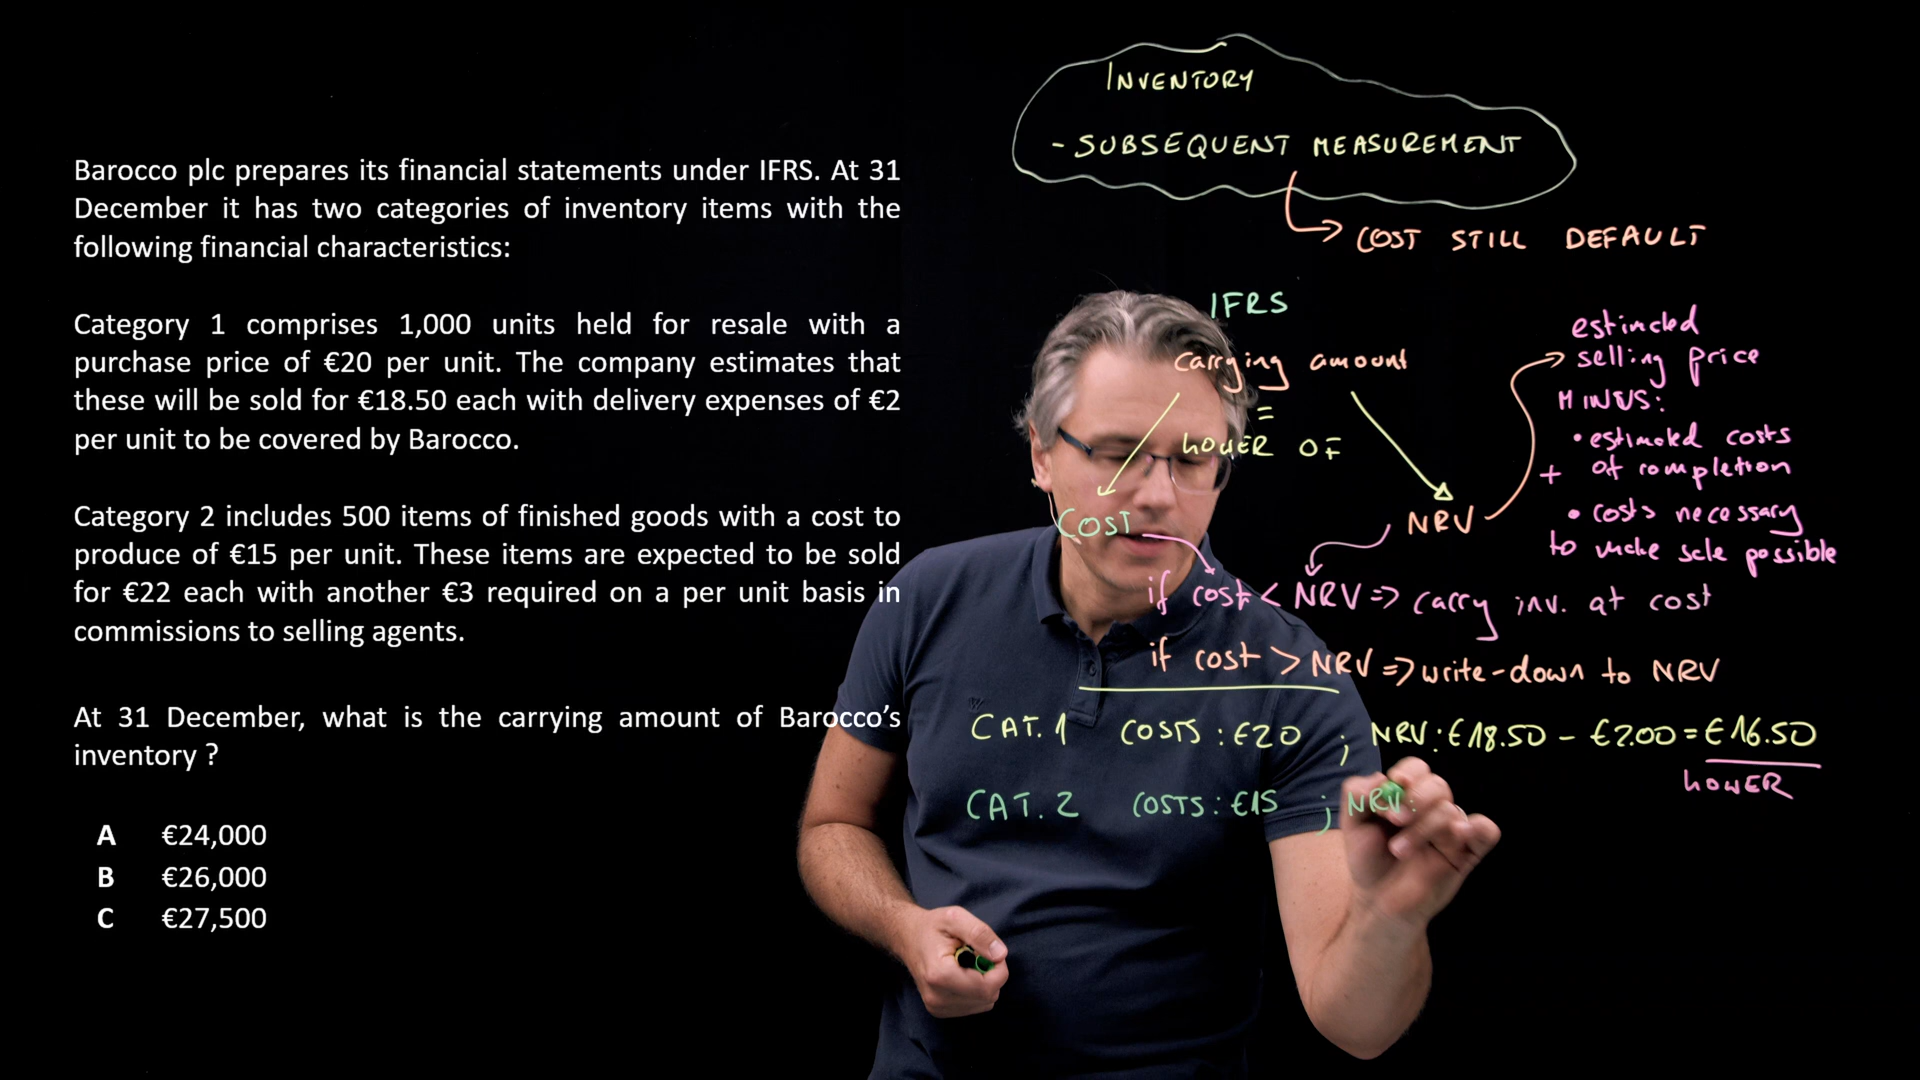 Barocco plc prepares its financial statements under IFRS. At 31
December it has two categories of inventory items with the
following financial characteristics:
Category 1 comprises 1,000 units held for resale with a
purchase price of €20 per unit. The company estimates that
these will be sold for €18.50 each with delivery expenses of €2
per unit to be covered by Barocco.
Category 2 includes 500 items of finished goods with a cost to
produce of €15 per unit. These items are expected to be sold
for €22 each with another €3 required on a per unit basis in
commissions to selling agents.
At 31 December, what is the carrying amount of Barocco’s
inventory ?
A €24,000
B €26,000
C €27,500
INVENTORY
- SUBSEQUENT MEASUREMENT
COST STILL DEFAULT
IFRS
carrying amount
=
LOWER OF
COST
NRV
estimated
selling price
MINUS:
• estimated costs
+ of completion
• costs necessary
to make sale possible
if cost < NRV => carry inv. at cost
if cost > NRV => write-down to NRV
CAT. 1 COSTS : €20 ; NRV : €18.50 - €2.00 = €16.50
LOWER
CAT. 2 COSTS : €15 ; NRV :